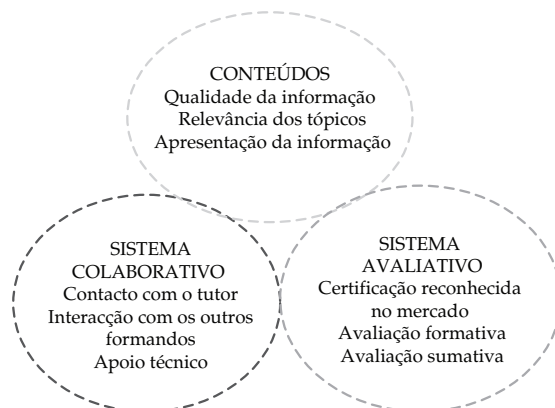 CONTEÚDOS
Qualidade da informação
Relevância dos tópicos
Apresentação da informação
SISTEMA
COLABORATIVO
Contacto com o tutor
Interacção com os outros
formandos
Apoio técnico
SISTEMA
AVALIATIVO
Certificação reconhecida
no mercado
Avaliação formativa
Avaliação sumativa